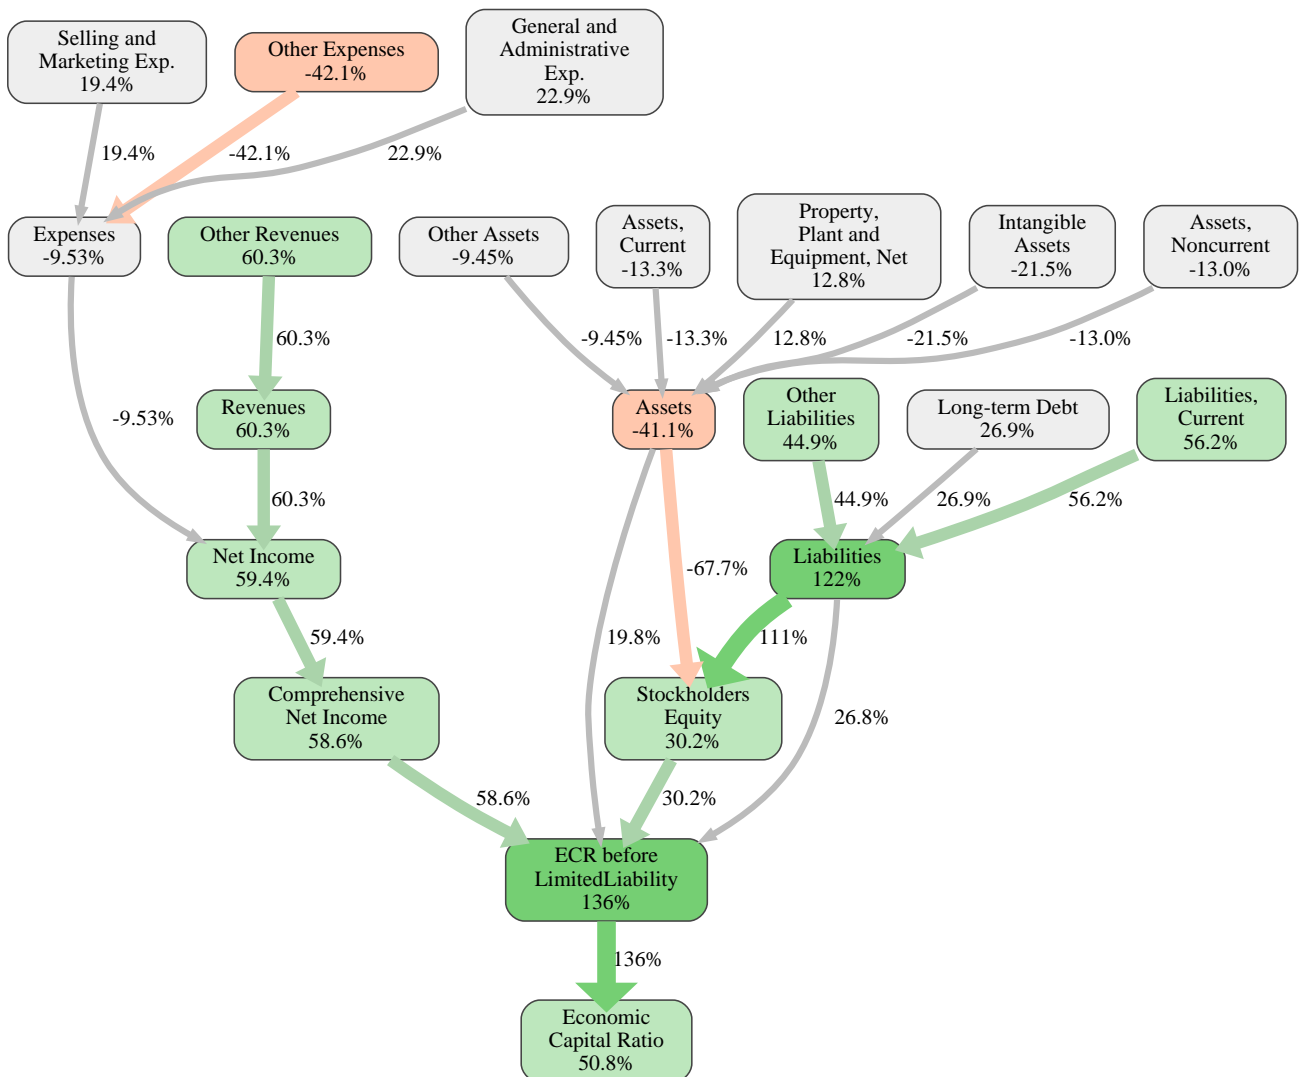 Selling and
Marketing Exp.
19.4%
Other Expenses
-42.1%
General and
Administrative
Exp.
22.9%
19.4%
-42.1%
22.9%
Expenses
-9.53%
Other Revenues
60.3%
Other Assets
-9.45%
Assets,
Current
-13.3%
Property,
Plant and
Equipment, Net
12.8%
Intangible
Assets
-21.5%
Assets,
Noncurrent
-13.0%
60.3%
-9.45%
-13.3%
12.8%
-21.5%
-13.0%
-9.53%
Revenues
60.3%
Assets
-41.1%
Other
Liabilities
44.9%
Long-term Debt
26.9%
Liabilities,
Current
56.2%
60.3%
44.9%
26.9%
56.2%
Net Income
59.4%
-67.7%
Liabilities
122%
59.4%
19.8%
111%
Comprehensive
Net Income
58.6%
Stockholders
Equity
30.2%
26.8%
58.6%
30.2%
ECR before
LimitedLiability
136%
136%
Economic
Capital Ratio
50.8%